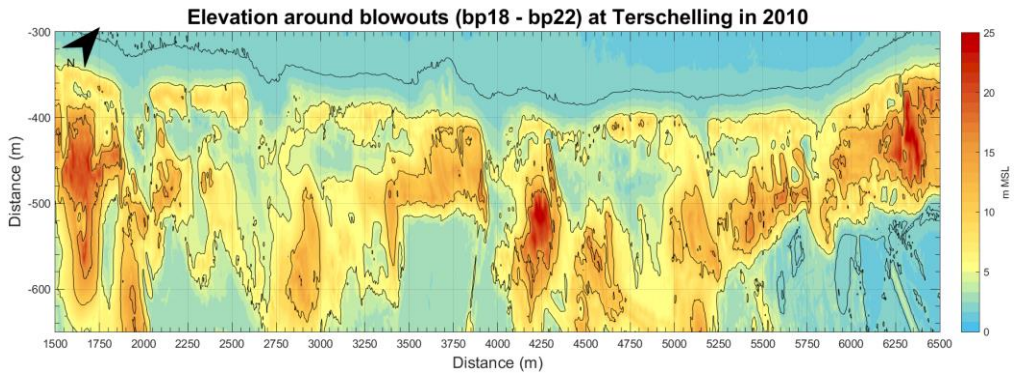 Elevation around blowouts (bp18 - bp22) at Terschelling in 2010
N
Distance (m)
-300
-400
-500
-600
1500 1750 2000 2250 2500 2750 3000 3250 3500 3750 4000 4250 4500 4750 5000 5250 5500 5750 6000 6250 6500
Distance (m)
25
20
15
10
5
0
m MSL